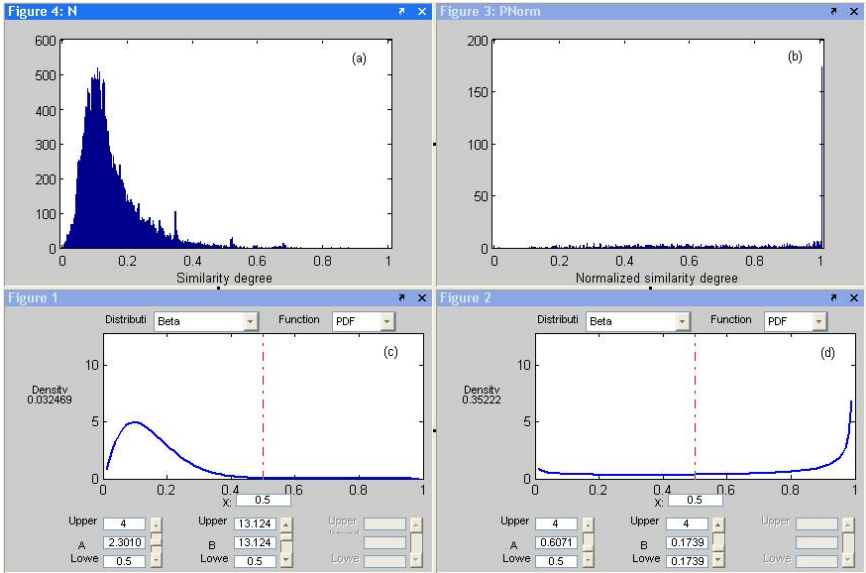 Figure 4: N
(a)
600
500
400
300
200
100
0
0 0.2 0.4 0.6 0.8 1
Similarity degree
Figure 3: PNorm
(b)
200
150
100
50
0
0 0.2 0.4 0.6 0.8 1
Normalized similarity degree
Figure 1
Distributi Beta Function PDF
(c)
10
5
0
Density
0.032469
0 0.2 0.4 0.6 0.8 1
X: 0.5
Upper 4 Upper 13.124 Upper
A 2.3010 B 13.124
Lowe 0.5 Lowe 0.5 Lowe
Figure 2
Distributi Beta Function PDF
(d)
10
5
0
Density
0.35222
0 0.2 0.4 0.6 0.8 1
X: 0.5
Upper 4 Upper 4 Upper
A 0.6071 B 0.1739
Lowe 0.5 Lowe 0.1739 Lowe